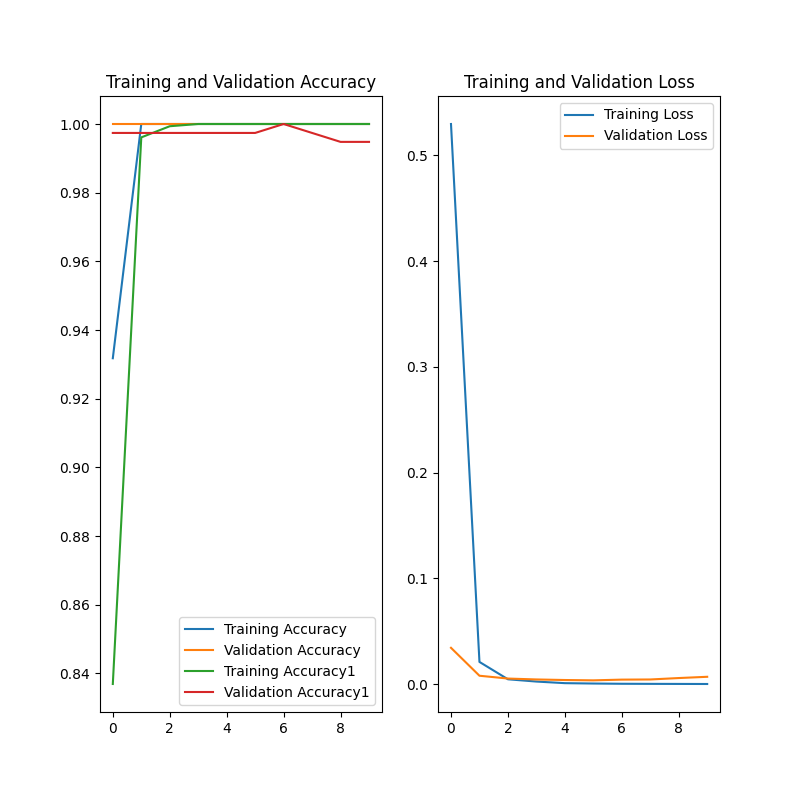 Training and Validation Accuracy
1.00
0.98
0.96
0.94
0.92
0.90
0.88
0.86
0.84
0 2 4 6 8
Training Accuracy
Validation Accuracy
Training Accuracy1
Validation Accuracy1
Training and Validation Loss
0.5
0.4
0.3
0.2
0.1
0.0
0 2 4 6 8
Training Loss
Validation Loss